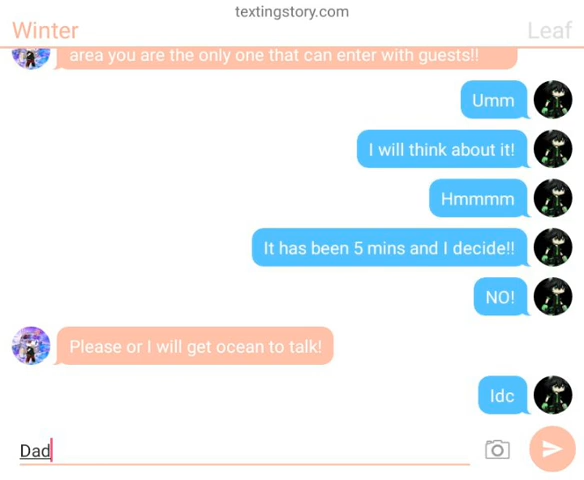 textingstory.com
Winter
Leaf
area you are the only one that can enter with guests!!
Umm
I will think about it!
Hmmmm
It has been 5 mins and I decide!!
NO!
Please or I will get ocean to talk!
Idc
Dad